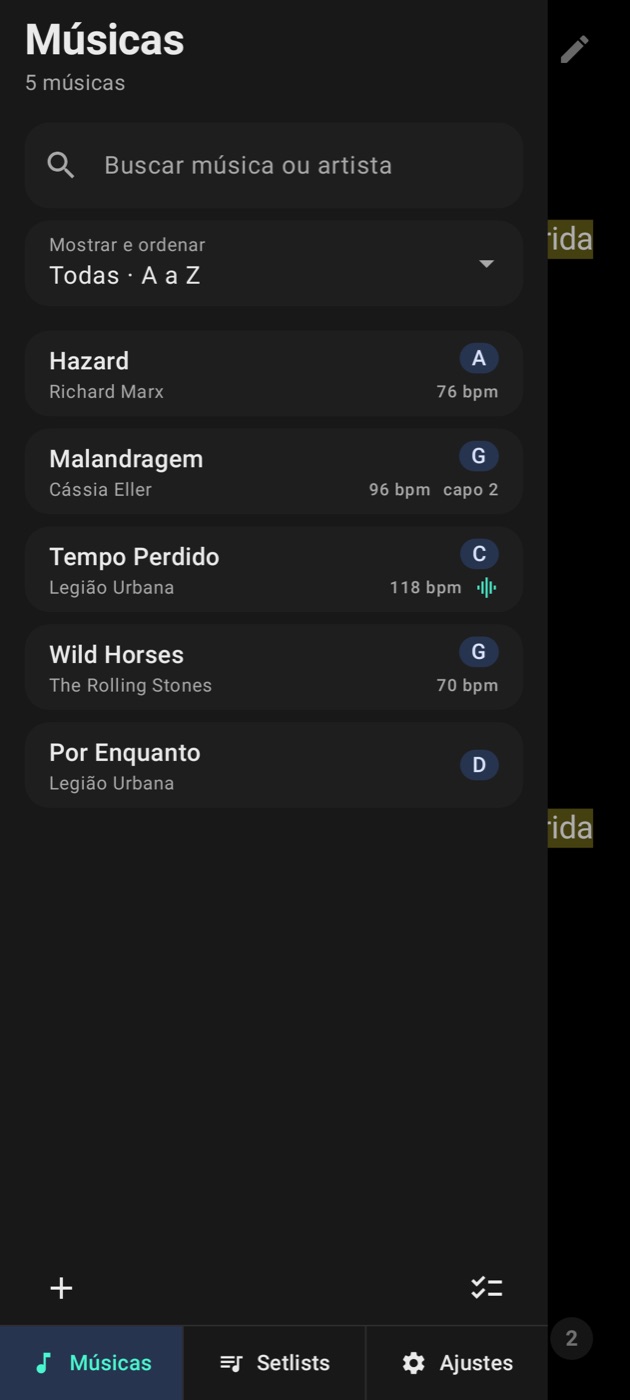 Músicas
5 músicas
Buscar música ou artista
Mostrar e ordenar
Todas · A a Z
Hazard
A
Richard Marx
76 bpm
Malandragem
G
Cássia Eller
96 bpm capo 2
Tempo Perdido
C
Legião Urbana
118 bpm
Wild Horses
G
The Rolling Stones
70 bpm
Por Enquanto
D
Legião Urbana
Músicas
Setlists
Ajustes
rida
rida
2